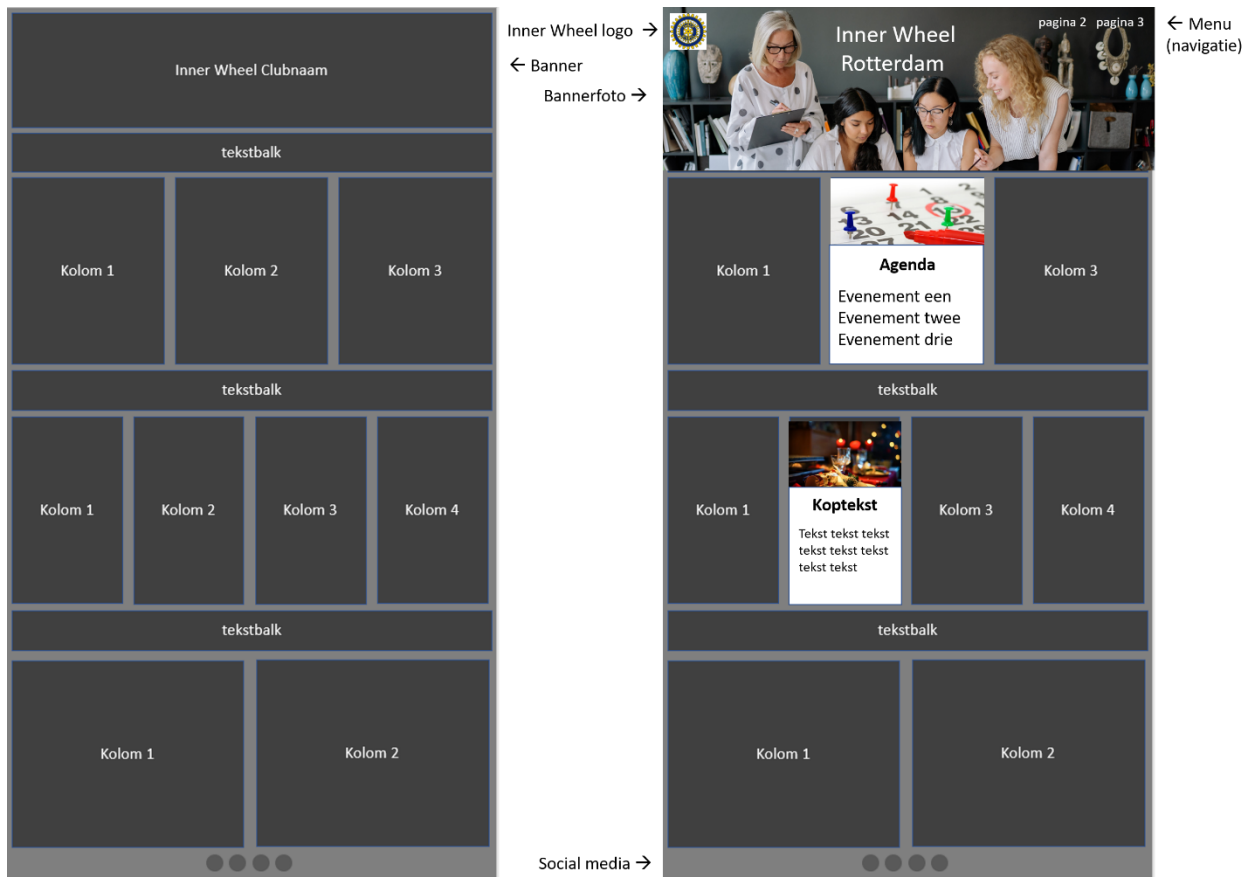 Inner Wheel Clubnaam
tekstbalk
Kolom 1
Kolom 2
Kolom 3
tekstbalk
Kolom 1
Kolom 2
Kolom 3
Kolom 4
tekstbalk
Kolom 1
Kolom 2
Inner Wheel logo →
← Banner
Bannerfoto →
Social media →
Inner Wheel
Rotterdam
pagina 2 pagina 3
← Menu
(navigatie)
Kolom 1
Agenda
Evenement een
Evenement twee
Evenement drie
Kolom 3
tekstbalk
Kolom 1
Koptekst
Tekst tekst tekst
tekst tekst tekst
tekst tekst
Kolom 3
Kolom 4
tekstbalk
Kolom 1
Kolom 2